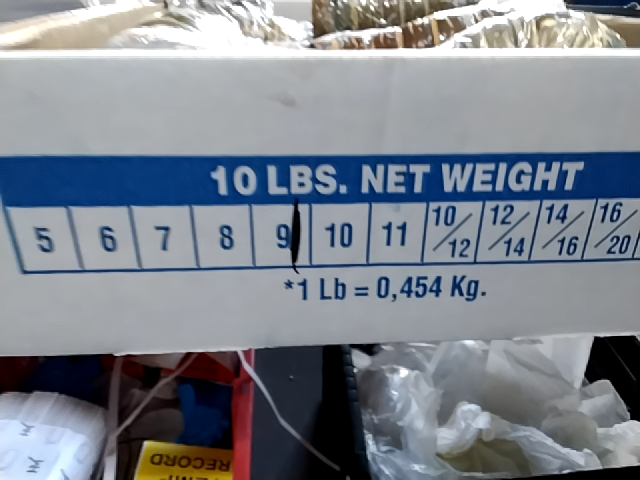 10 LBS. NET WEIGHT
5 6 7 8 9 10 11 10/12 12/14 14/16 16/20
*1 Lb = 0,454 Kg.
RECORD